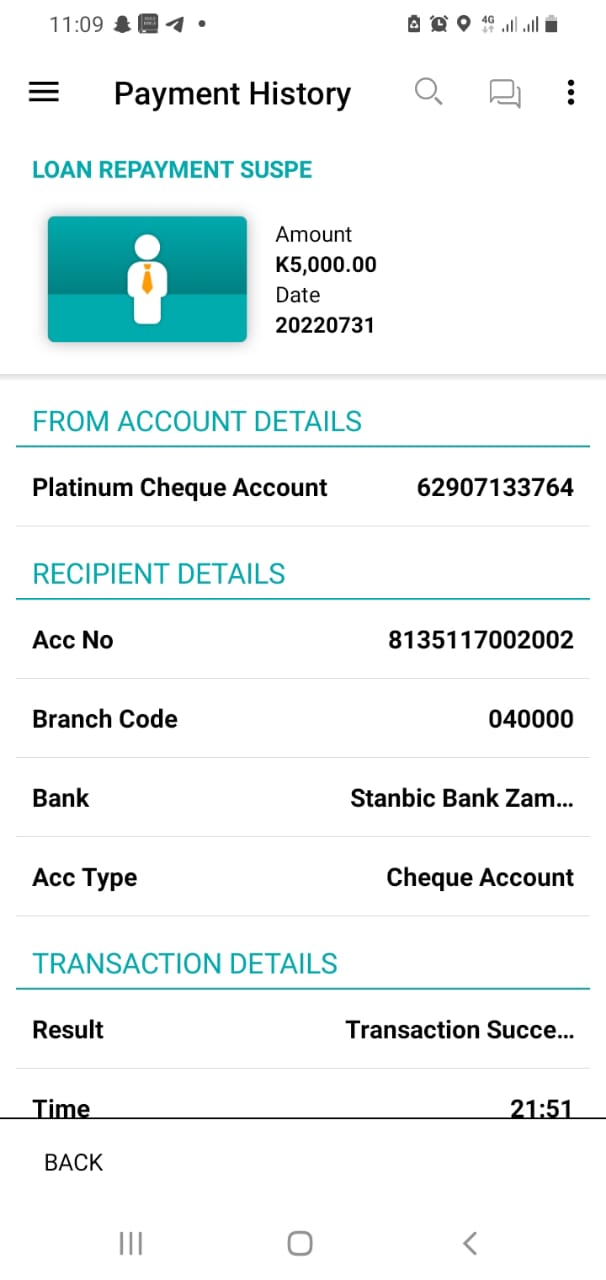 11:09
4G
Payment History
LOAN REPAYMENT SUSPE
Amount
K5,000.00
Date
20220731
FROM ACCOUNT DETAILS
Platinum Cheque Account 62907133764
RECIPIENT DETAILS
Acc No 8135117002002
Branch Code 040000
Bank Stanbic Bank Zam...
Acc Type Cheque Account
TRANSACTION DETAILS
Result Transaction Succe...
Time 21:51
BACK